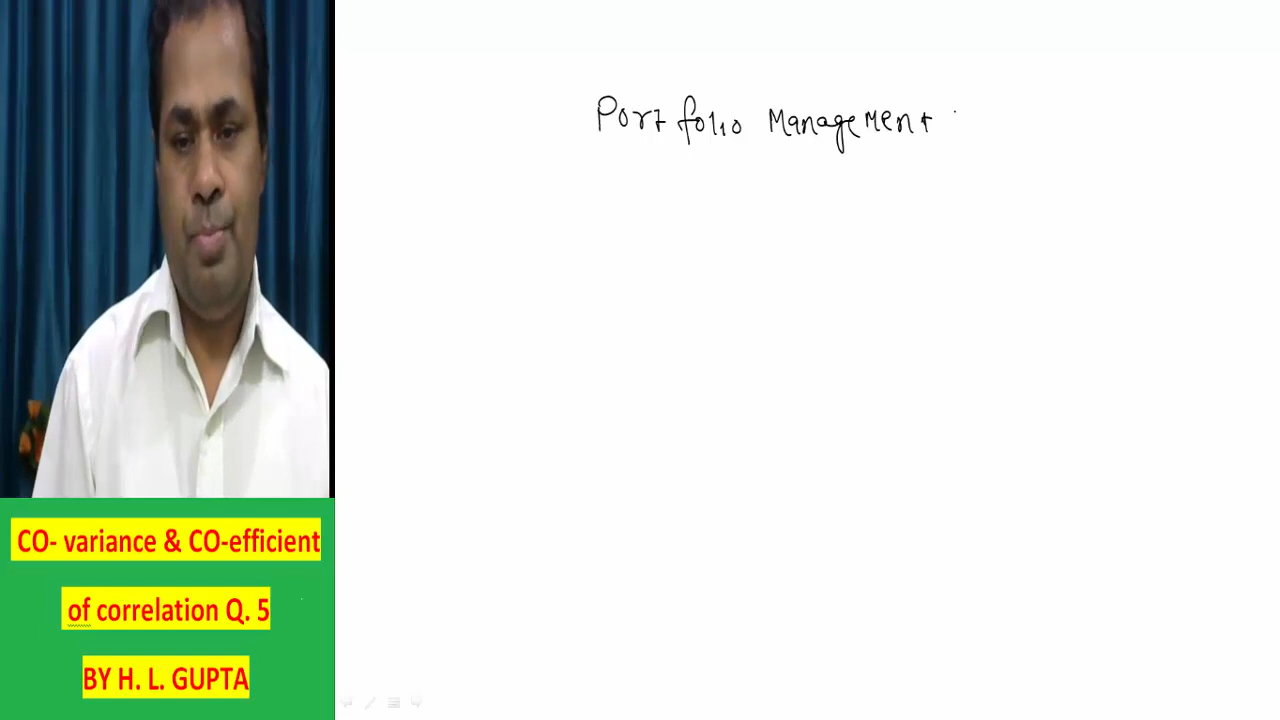 Portfolio Management
CO- variance & CO-efficient
of correlation Q. 5
BY H. L. GUPTA